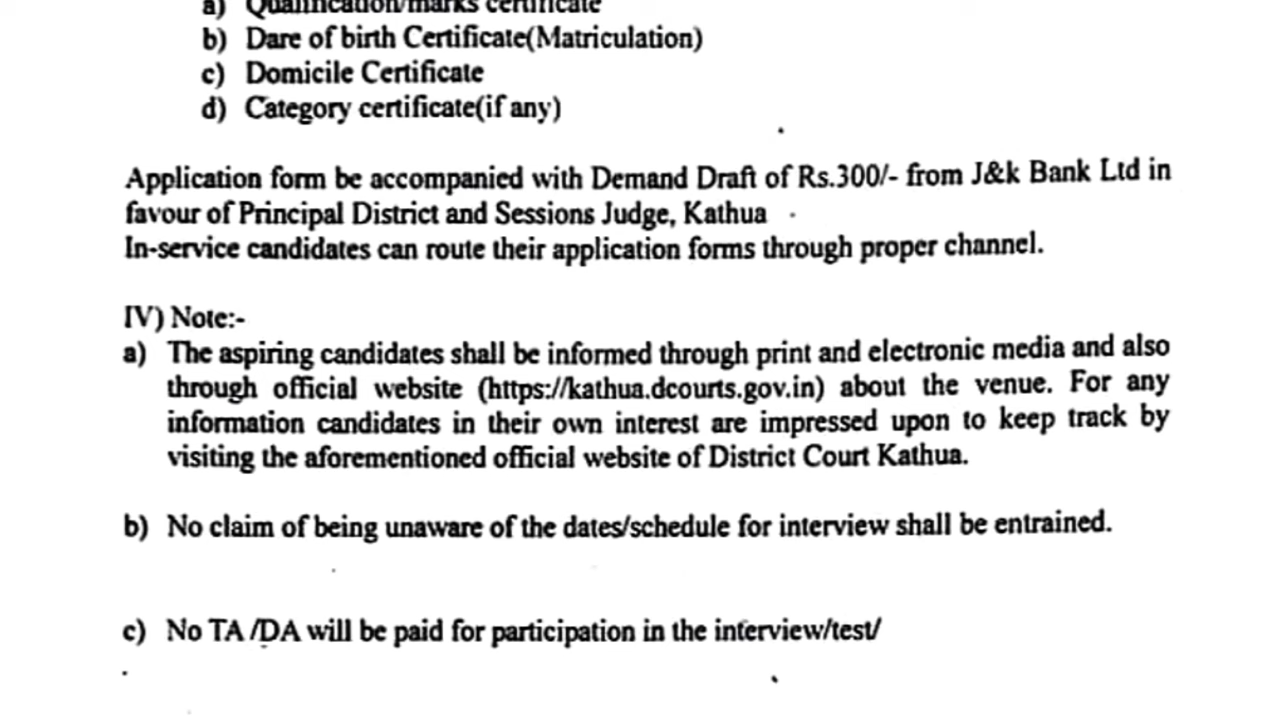 a) Qualification/marks certificate
b) Dare of birth Certificate(Matriculation)
c) Domicile Certificate
d) Category certificate(if any)
Application form be accompanied with Demand Draft of Rs.300/- from J&k Bank Ltd in
favour of Principal District and Sessions Judge, Kathua
In-service candidates can route their application forms through proper channel.
IV) Note:-
a) The aspiring candidates shall be informed through print and electronic media and also
through official website (https://kathua.dcourts.gov.in) about the venue. For any
information candidates in their own interest are impressed upon to keep track by
visiting the aforementioned official website of District Court Kathua.
b) No claim of being unaware of the dates/schedule for interview shall be entrained.
c) No TA /DA will be paid for participation in the interview/test/